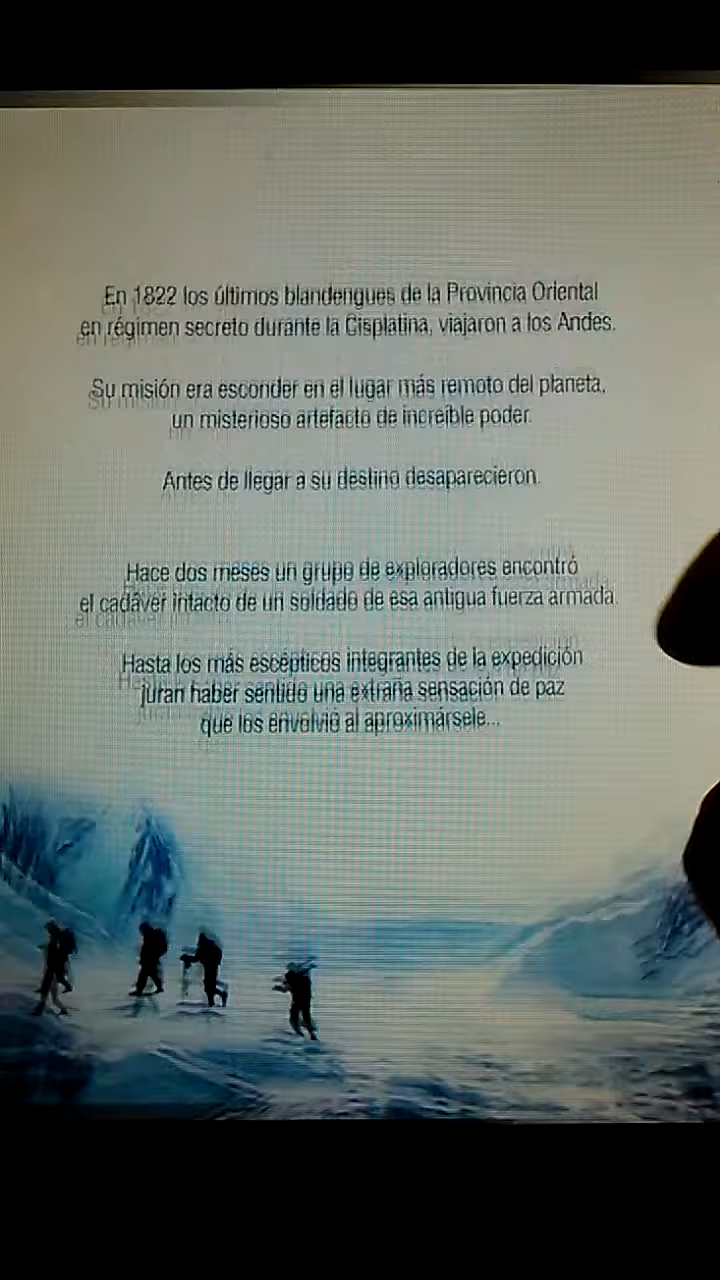 En 1822 los últimos blandengues de la Provincia Oriental
en régimen secreto durante la Cisplatina, viajaron a los Andes.
Su misión era esconder en el lugar más remoto del planeta,
un misterioso artefacto de increíble poder.
Antes de llegar a su destino desaparecieron.
Hace dos meses un grupo de exploradores encontró
el cadáver intacto de un soldado de esa antigua fuerza armada.
Hasta los más escépticos integrantes de la expedición
juran haber sentido una extraña sensación de paz
que los envolvió al aproximársele...